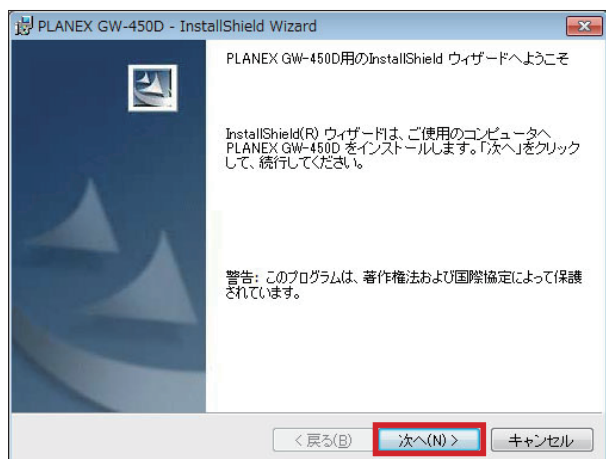 PLANEX GW-450D - InstallShield Wizard
PLANEX GW-450D用のInstallShield ウィザードへようこそ
InstallShield(R) ウィザードは、ご使用のコンピュータへ
PLANEX GW-450D をインストールします。「次へ」をクリック
して、続行してください。
警告: このプログラムは、著作権法および国際協定によって保護
されています。
< 戻る(B)
次へ(N) >
キャンセル